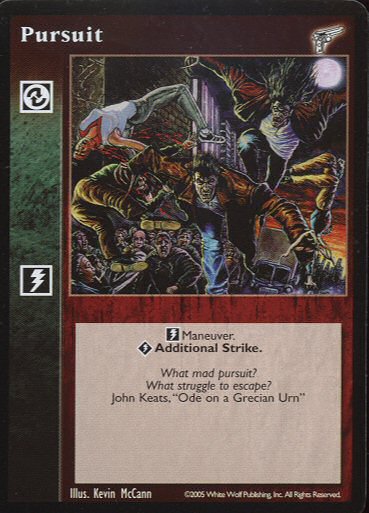 Pursuit
Maneuver.
Additional Strike.
What mad pursuit?
What struggle to escape?
John Keats, "Ode on a Grecian Urn"
Illus. Kevin McCann
©2005 White Wolf Publishing, Inc. All Rights Reserved.